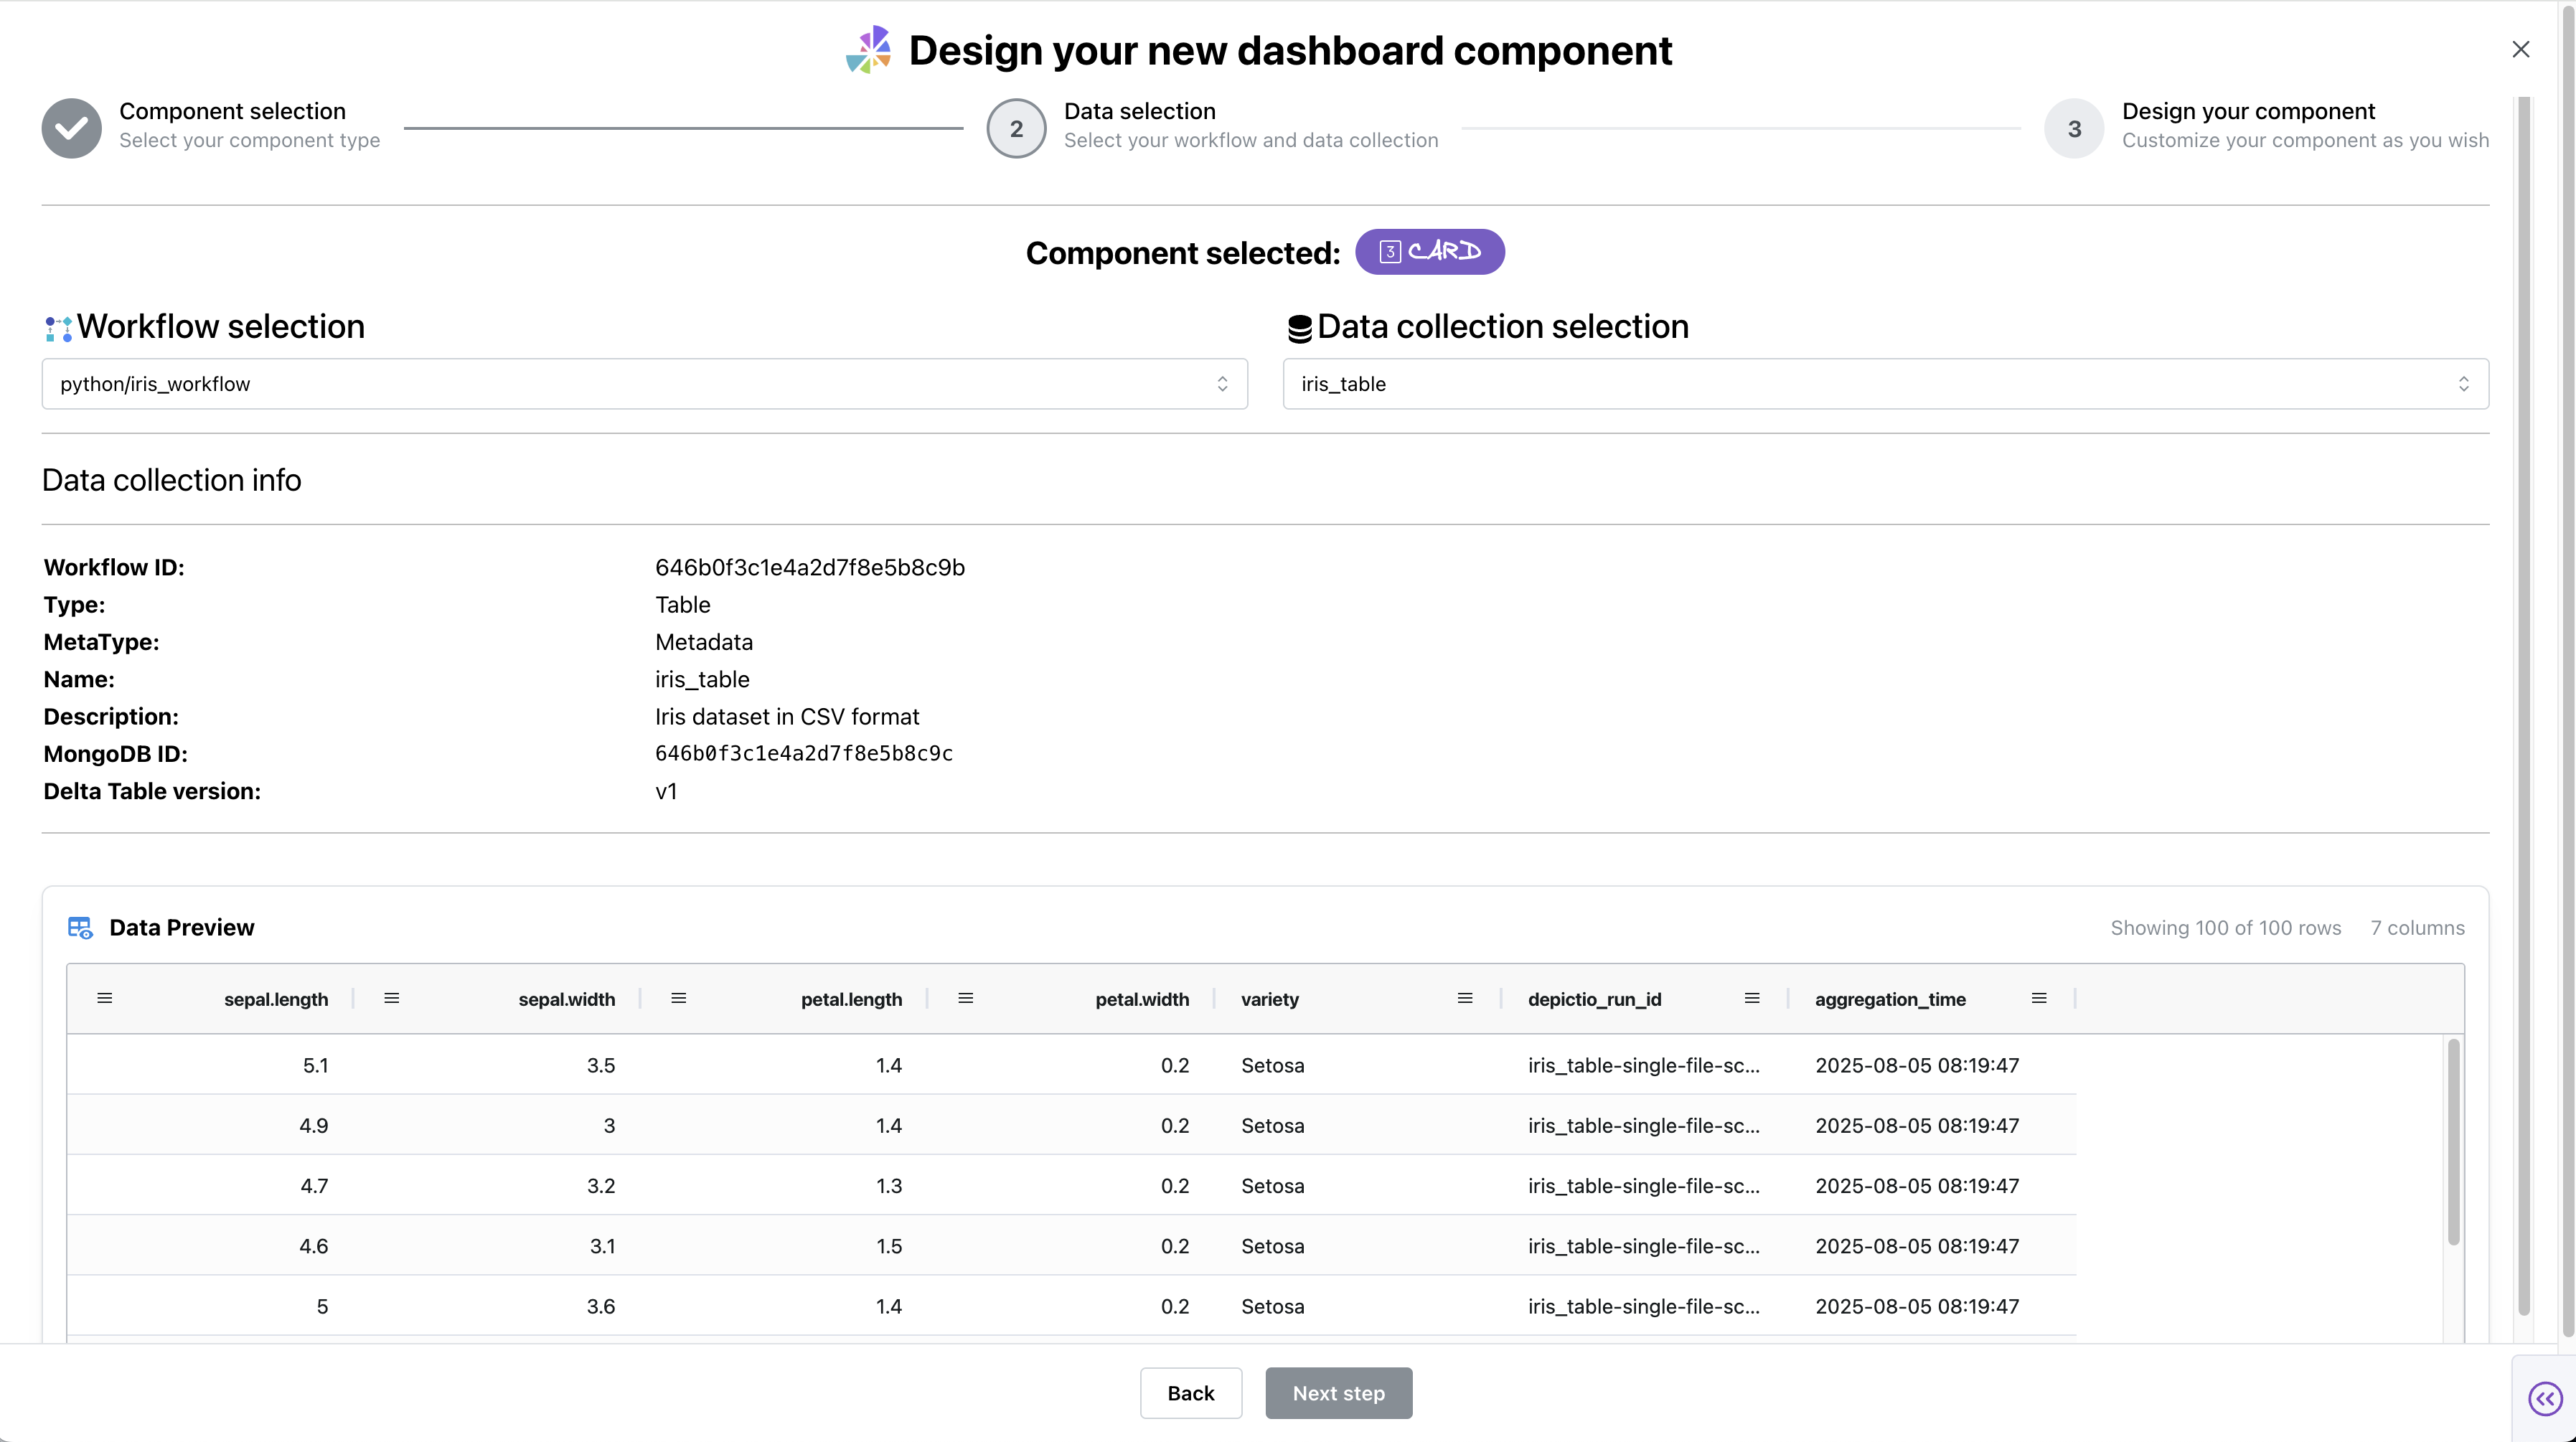 Design your new dashboard component
Component selection
Select your component type
2
Data selection
Select your workflow and data collection
3
Design your component
Customize your component as you wish
Component selected:
3 CARD
Workflow selection
Data collection selection
python/iris_workflow
iris_table
Data collection info
Workflow ID: 646b0f3c1e4a2d7f8e5b8c9b
Type: Table
MetaType: Metadata
Name: iris_table
Description: Iris dataset in CSV format
MongoDB ID: 646b0f3c1e4a2d7f8e5b8c9c
Delta Table version: v1
Data Preview
Showing 100 of 100 rows 7 columns
sepal.length sepal.width petal.length petal.width variety depictio_run_id aggregation_time
5.1 3.5 1.4 0.2 Setosa iris_table-single-file-sc... 2025-08-05 08:19:47
4.9 3 1.4 0.2 Setosa iris_table-single-file-sc... 2025-08-05 08:19:47
4.7 3.2 1.3 0.2 Setosa iris_table-single-file-sc... 2025-08-05 08:19:47
4.6 3.1 1.5 0.2 Setosa iris_table-single-file-sc... 2025-08-05 08:19:47
5 3.6 1.4 0.2 Setosa iris_table-single-file-sc... 2025-08-05 08:19:47
Back
Next step